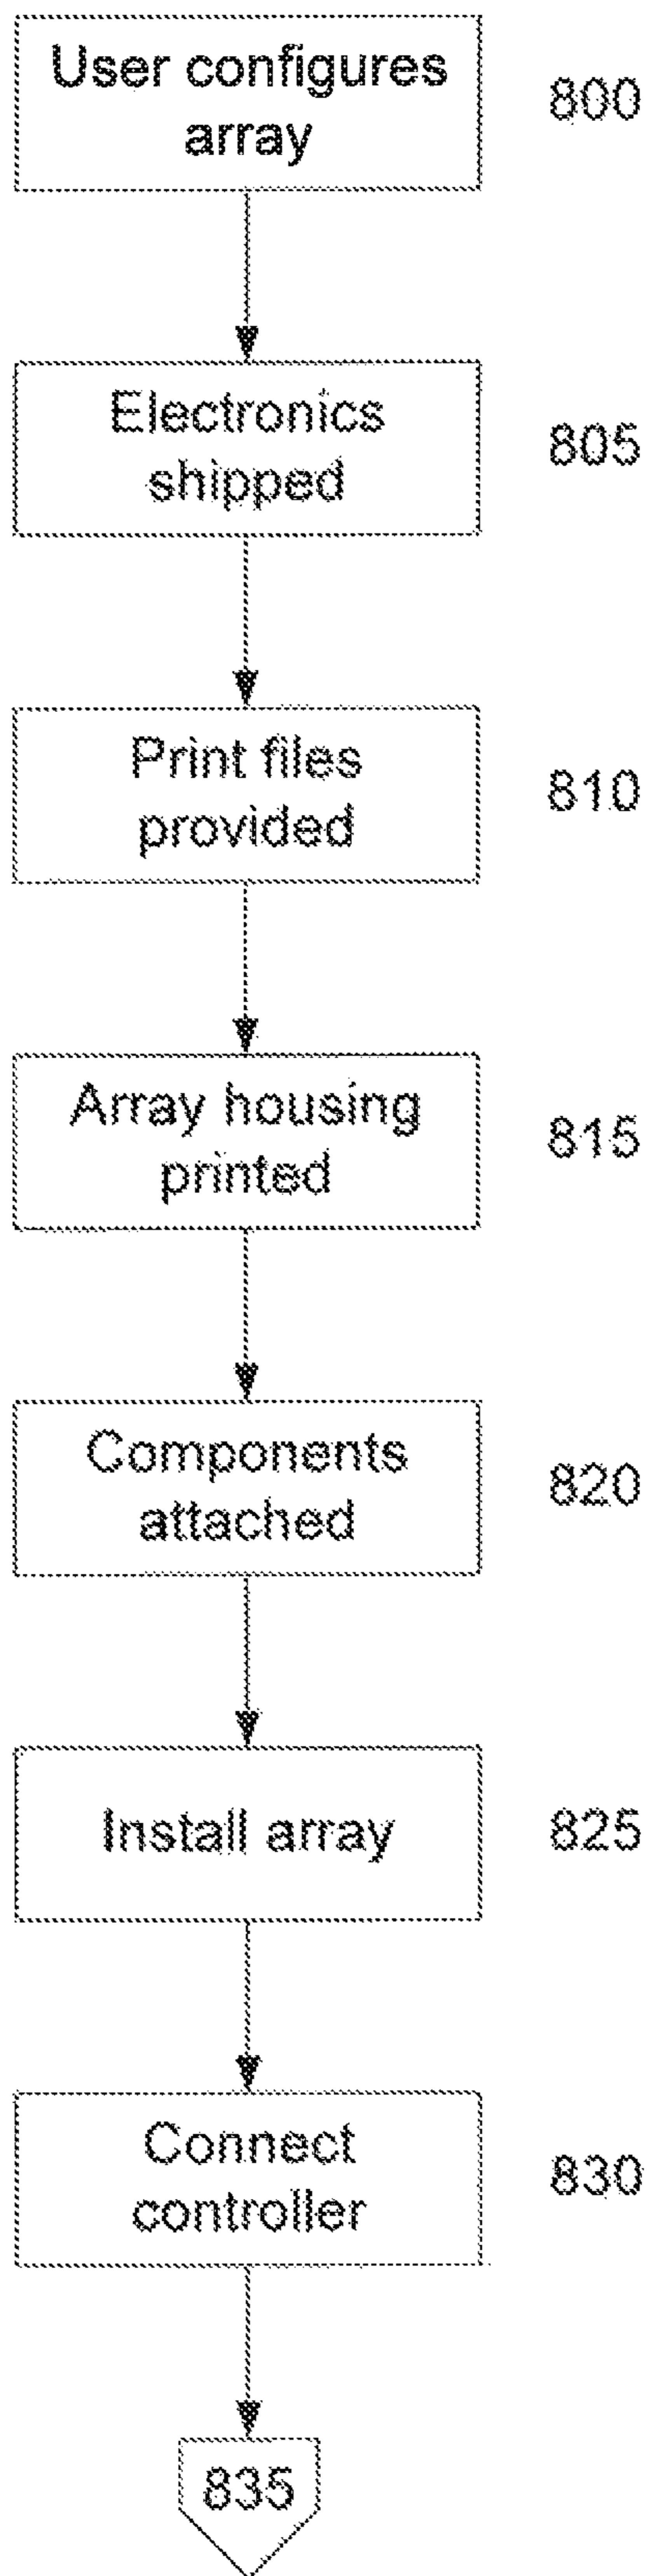 User configures
array
800
Electronics
shipped
805
Print files
provided
810
Array housing
printed
815
Components
attached
820
Install array
825
Connect
controller
830
835